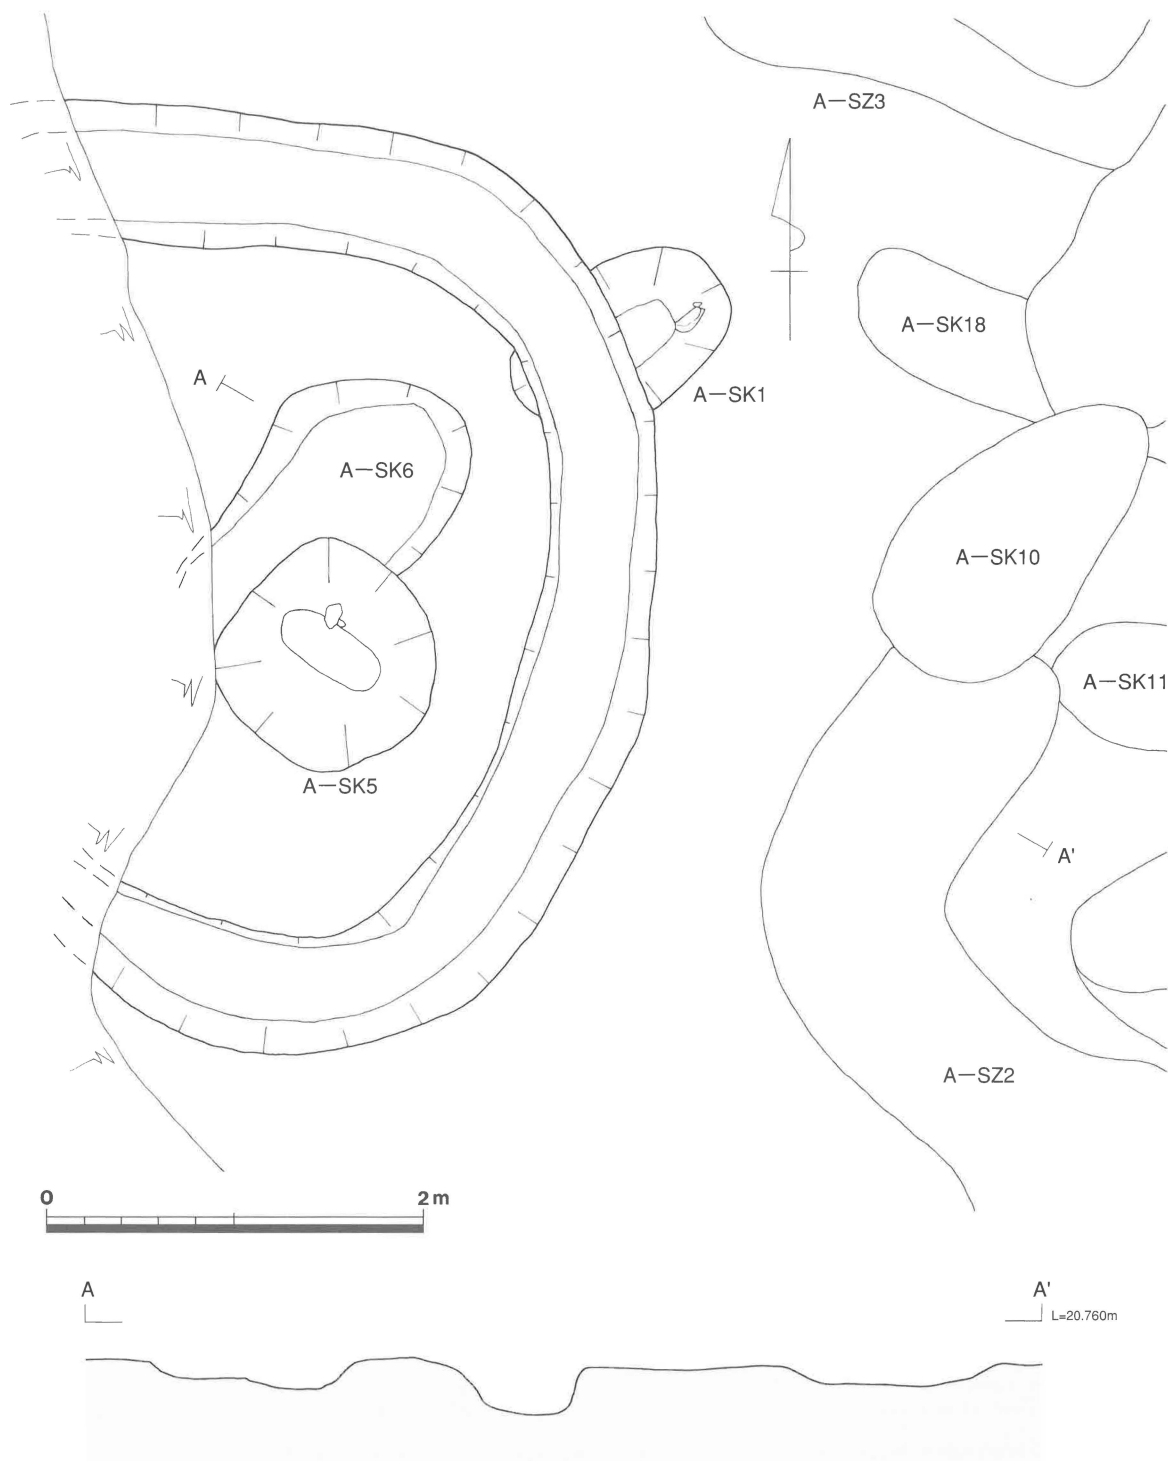 A—SZ3
A—SK18
A
A—SK1
A—SK6
A—SK10
A—SK11
A—SK5
A'
A—SZ2
0 2m
A A'
L=20.760m